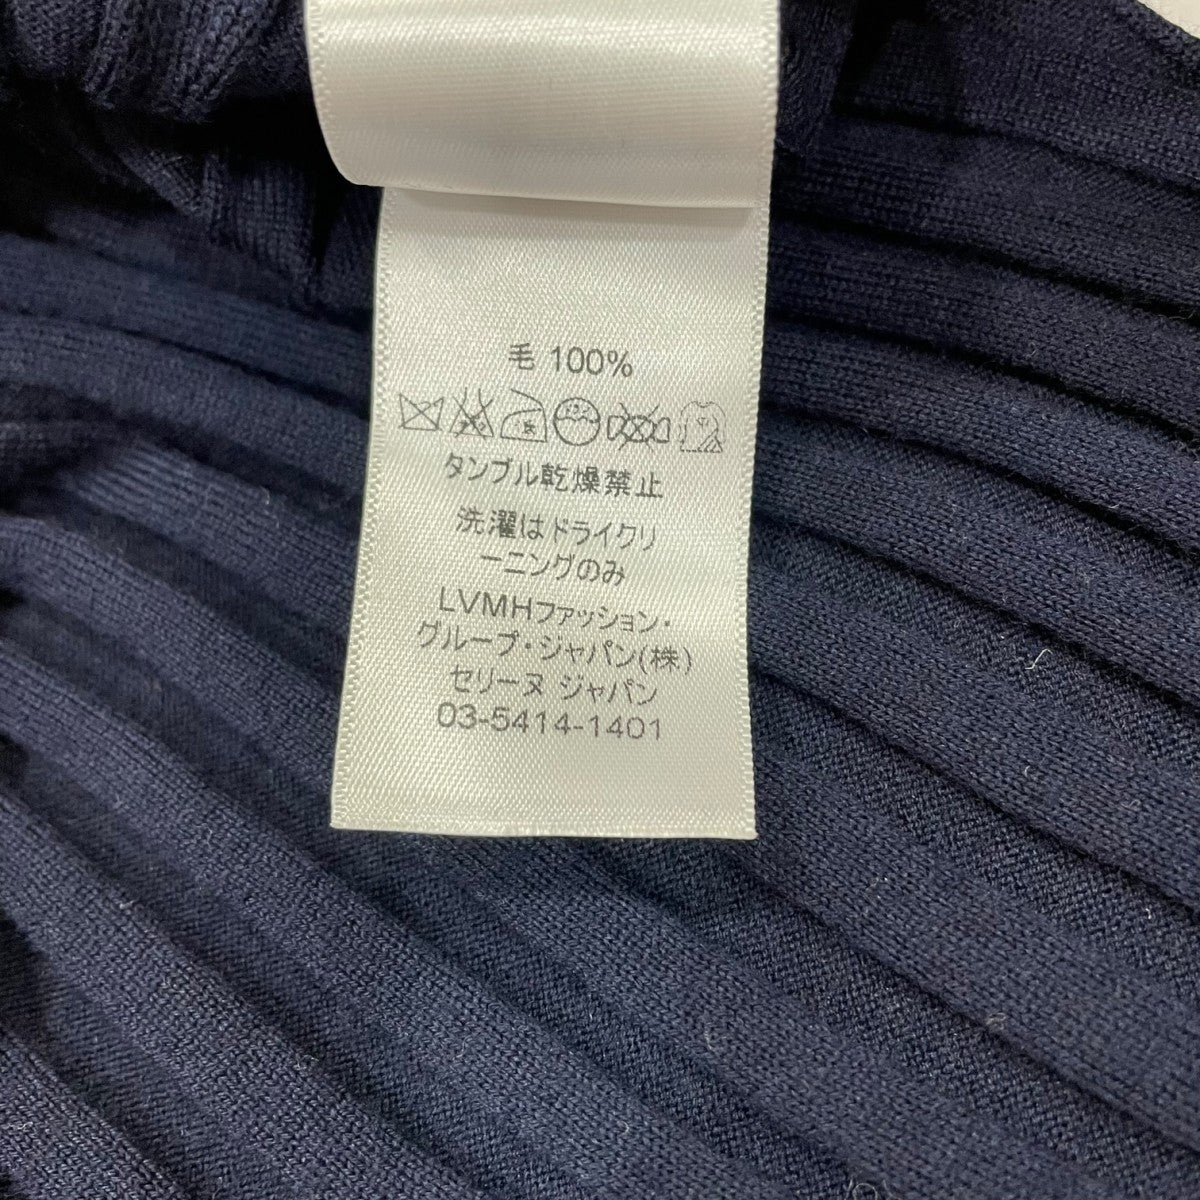 毛 100%
タンブル乾燥禁止
洗濯はドライクリ
ーニングのみ
LVMHファッション・
グループ・ジャパン(株)
セリーヌ ジャパン
03-5414-1401